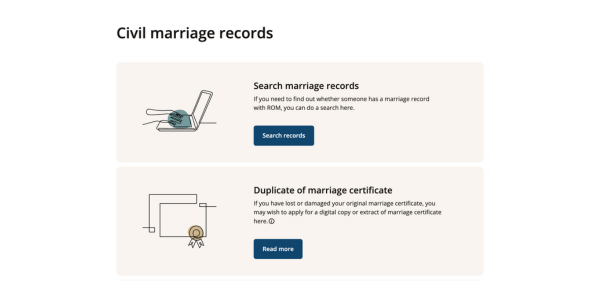 Civil marriage records
Search marriage records
If you need to find out whether someone has a marriage record
with ROM, you can do a search here.
Search records
Duplicate of marriage certificate
If you have lost or damaged your original marriage certificate, you
may wish to apply for a digital copy or extract of marriage certificate
here.
Read more